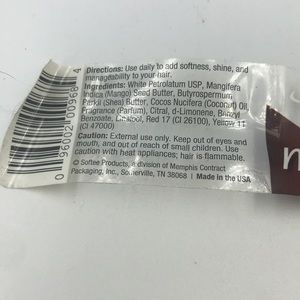 Directions: Use daily to add softness, shine, and
manageability to your hair.
Ingredients: White Petrolatum USP, Mangifera
Indica (Mango) Seed Butter, Butyrospermum
Parkii (Shea) Butter, Cocos Nucifera (Coconut) Oil,
Fragrance (Parfum), Citral, d-Limonene, Benzyl
Benzoate, Linalool, Red 17 (CI 26100), Yellow 11
(CI 47000)
Caution: External use only. Keep out of eyes and
mouth, and out of reach of small children. Use
caution with heat appliances; hair is flammable.
© Softee Products, a division of Memphis Contract
Packaging, Inc., Somerville, TN 38068 | Made in the USA